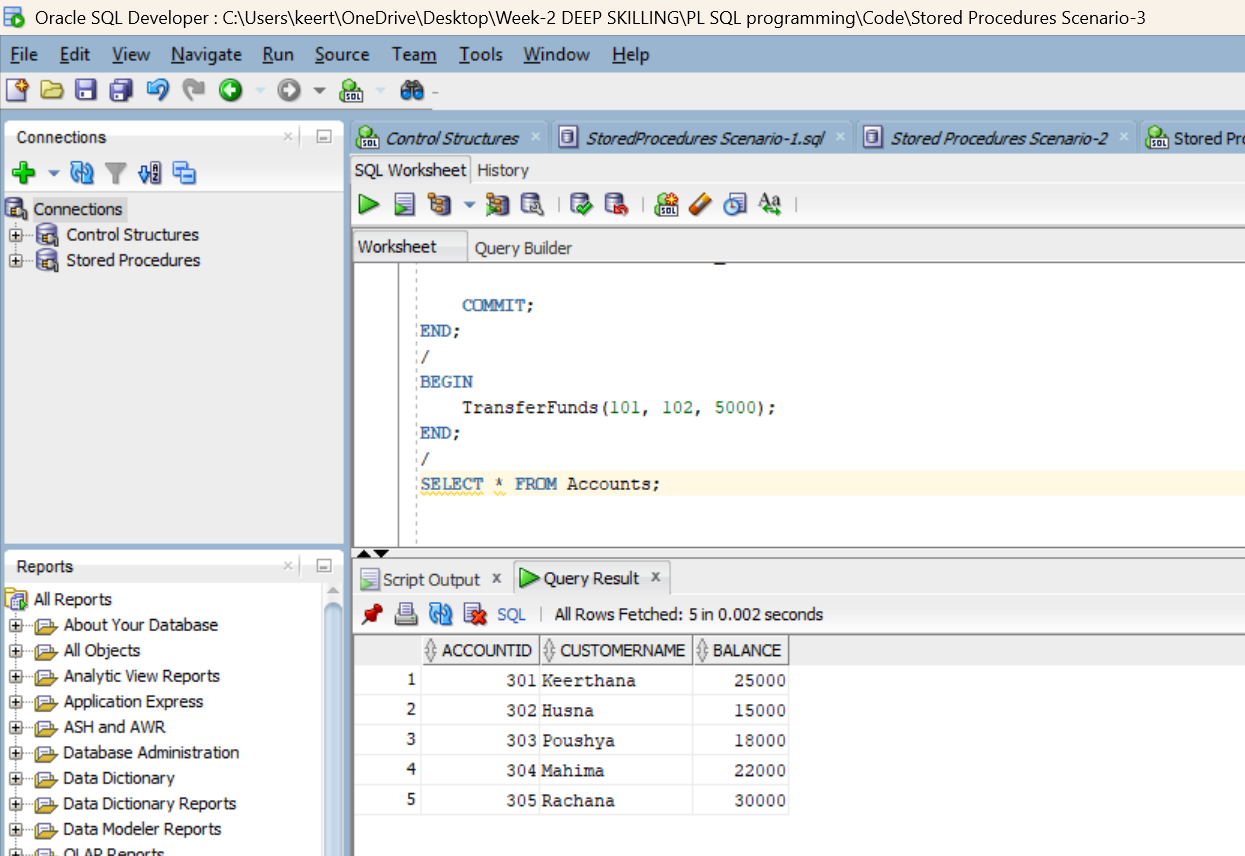 Oracle SQL Developer : C:\Users\keert\OneDrive\Desktop\Week-2 DEEP SKILLING\PL SQL programming\Code\Stored Procedures Scenario-3
File Edit View Navigate Run Source Team Tools Window Help
SQL
Connections
SQL Control Structures StoredProcedures Scenario-1.sql Stored Procedures Scenario-2 SQL Stored Pro
SQL Worksheet History
SQL Aa
Connections
Control Structures
Stored Procedures
Worksheet Query Builder
COMMIT;
END;
/
BEGIN
TransferFunds(101, 102, 5000);
END;
/
SELECT * FROM Accounts;
Reports
All Reports
About Your Database
All Objects
Analytic View Reports
Application Express
ASH and AWR
Database Administration
Data Dictionary
Data Dictionary Reports
Data Modeler Reports
OLAP Reports
Script Output Query Result
SQL All Rows Fetched: 5 in 0.002 seconds
ACCOUNTID CUSTOMERNAME BALANCE
1 301 Keerthana 25000
2 302 Husna 15000
3 303 Poushya 18000
4 304 Mahima 22000
5 305 Rachana 30000